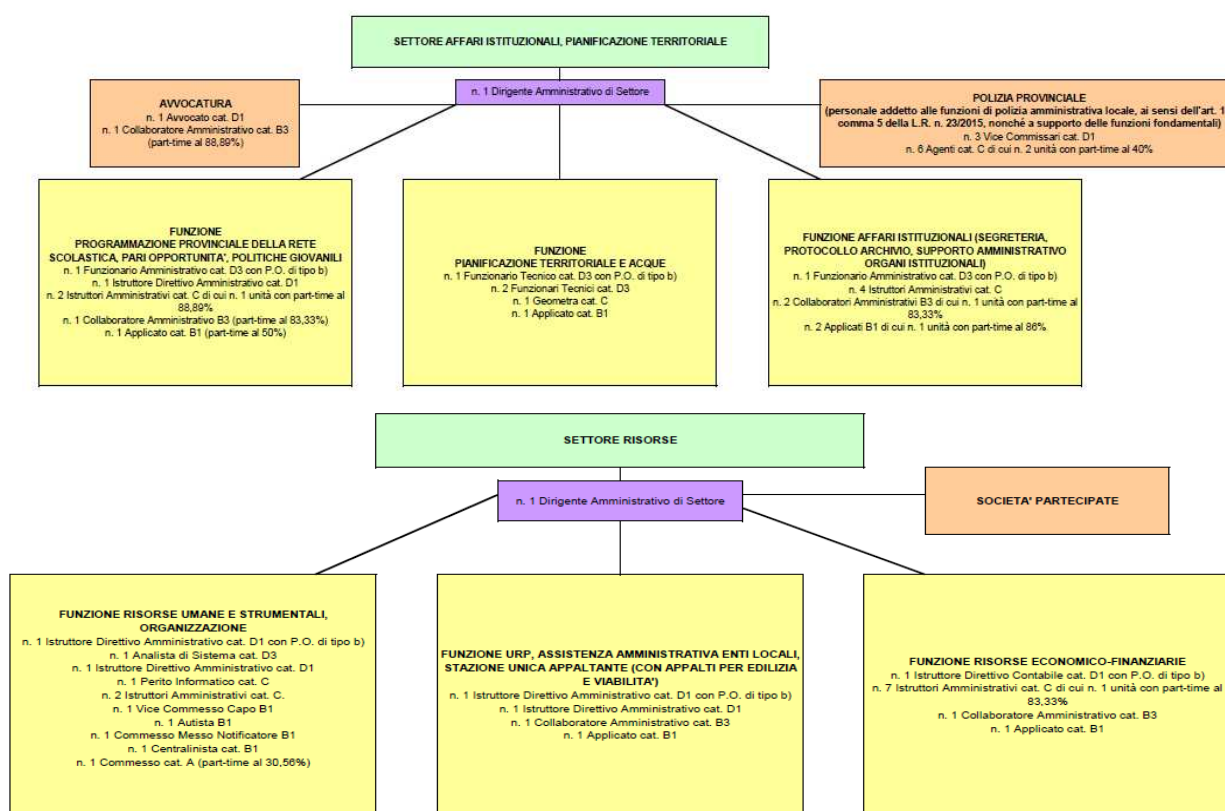 SETTORE AFFARI ISTITUZIONALI, PIANIFICAZIONE TERRITORIALE
n. 1 Dirigente Amministrativo di Settore
AVVOCATURA
n. 1 Avvocato cat. D1
n. 1 Collaboratore Amministrativo cat. B3
(part-time al 88,89%)
POLIZIA PROVINCIALE
(personale addetto alle funzioni di polizia amministrativa locale, ai sensi dell'art. 1
comma 5 della L.R. n. 23/2015, nonché a supporto delle funzioni fondamentali)
n. 3 Vice Commissari cat. D1
n. 6 Agenti cat. C di cui n. 2 unità con part-time al 40%
FUNZIONE
PROGRAMMAZIONE PROVINCIALE DELLA RETE
SCOLASTICA, PARI OPPORTUNITA', POLITICHE GIOVANILI
n. 1 Funzionario Amministrativo cat. D3 con P.O. di tipo b)
n. 1 Istruttore Direttivo Amministrativo cat. D1
n. 2 Istruttori Amministrativi cat. C di cui n. 1 unità con part-time al
88,89%
n. 1 Collaboratore Amministrativo B3 (part-time al 83,33%)
n. 1 Applicato cat. B1 (part-time al 50%)
FUNZIONE
PIANIFICAZIONE TERRITORIALE E ACQUE
n. 1 Funzionario Tecnico cat. D3 con P.O. di tipo b)
n. 2 Funzionari Tecnici cat. D3
n. 1 Geometra cat. C
n. 1 Applicato cat. B1
FUNZIONE AFFARI ISTITUZIONALI (SEGRETERIA,
PROTOCOLLO ARCHIVIO, SUPPORTO AMMINISTRATIVO
ORGANI ISTITUZIONALI)
n. 1 Funzionario Amministrativo cat. D3 con P.O. di tipo b)
n. 4 Istruttori Amministrativi cat. C
n. 2 Collaboratori Amministrativi B3 di cui n. 1 unità con part-time al
83,33%
n. 2 Applicati B1 di cui n. 1 unità con part-time al 86%
SETTORE RISORSE
n. 1 Dirigente Amministrativo di Settore
SOCIETA' PARTECIPATE
FUNZIONE RISORSE UMANE E STRUMENTALI,
ORGANIZZAZIONE
n. 1 Istruttore Direttivo Amministrativo cat. D1 con P.O. di tipo b)
n. 1 Analista di Sistema cat. D3
n. 1 Istruttore Direttivo Amministrativo cat. D1
n. 1 Perito Informatico cat. C
n. 2 Istruttori Amministrativi cat. C.
n. 1 Vice Commesso Capo B1
n. 1 Autista B1
n. 1 Commesso Messo Notificatore B1
n. 1 Centralinista cat. B1
n. 1 Commesso cat. A (part-time al 30,56%)
FUNZIONE URP, ASSISTENZA AMMINISTRATIVA ENTI LOCALI,
STAZIONE UNICA APPALTANTE (CON APPALTI PER EDILIZIA
E VIABILITA')
n. 1 Istruttore Direttivo Amministrativo cat. D1 con P.O. di tipo b)
n. 1 Istruttore Direttivo Amministrativo cat. D1
n. 1 Collaboratore Amministrativo cat. B3
n. 1 Applicato cat. B1
FUNZIONE RISORSE ECONOMICO-FINANZIARIE
n. 1 Istruttore Direttivo Contabile cat. D1 con P.O. di tipo b)
n. 7 Istruttori Amministrativi cat. C di cui n. 1 unità con part-time al
83,33%
n. 1 Collaboratore Amministrativo cat. B3
n. 1 Applicato cat. B1